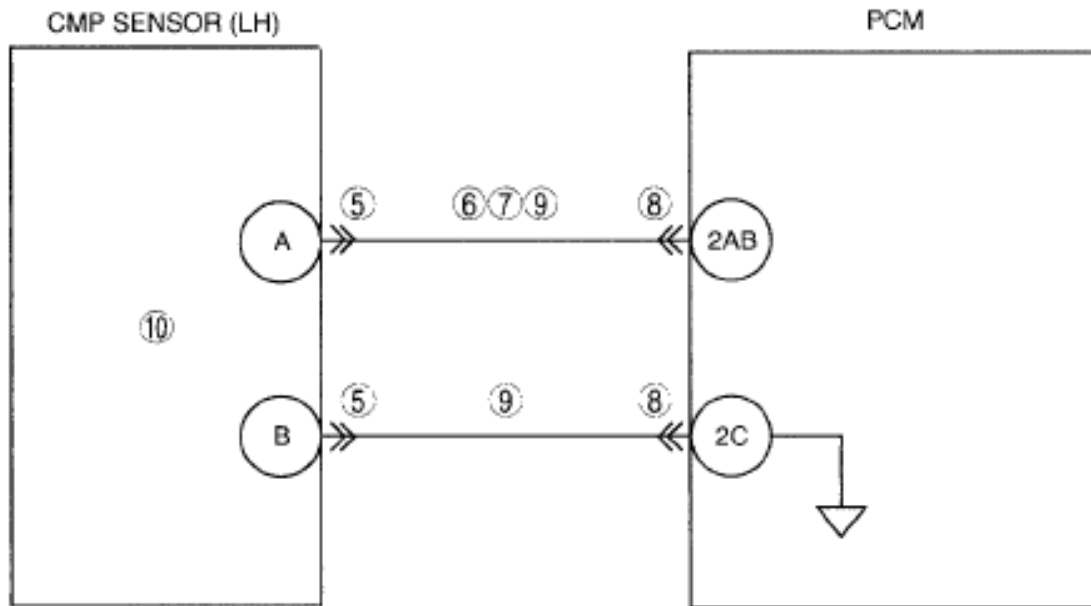 CMP SENSOR (LH)
PCM
⑤ ⑥⑦⑨ ⑧
A 2AB
⑩
⑤ ⑨ ⑧
B 2C